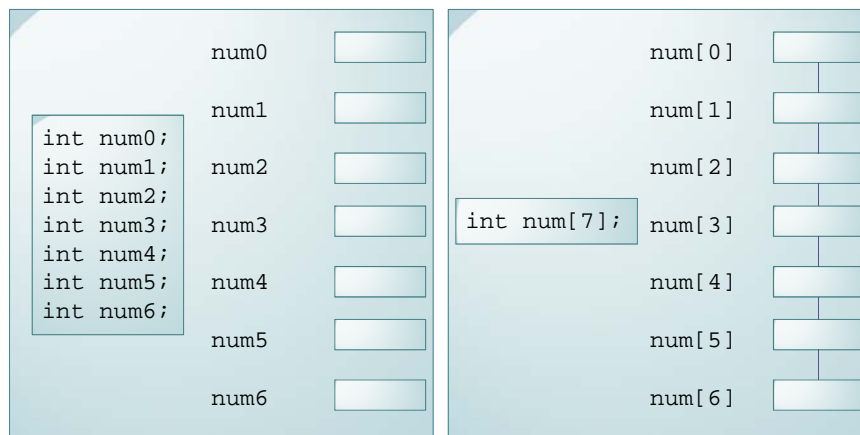 int num0;
int num1;
int num2;
int num3;
int num4;
int num5;
int num6;
num0
num1
num2
num3
num4
num5
num6
int num[7];
num[0]
num[1]
num[2]
num[3]
num[4]
num[5]
num[6]